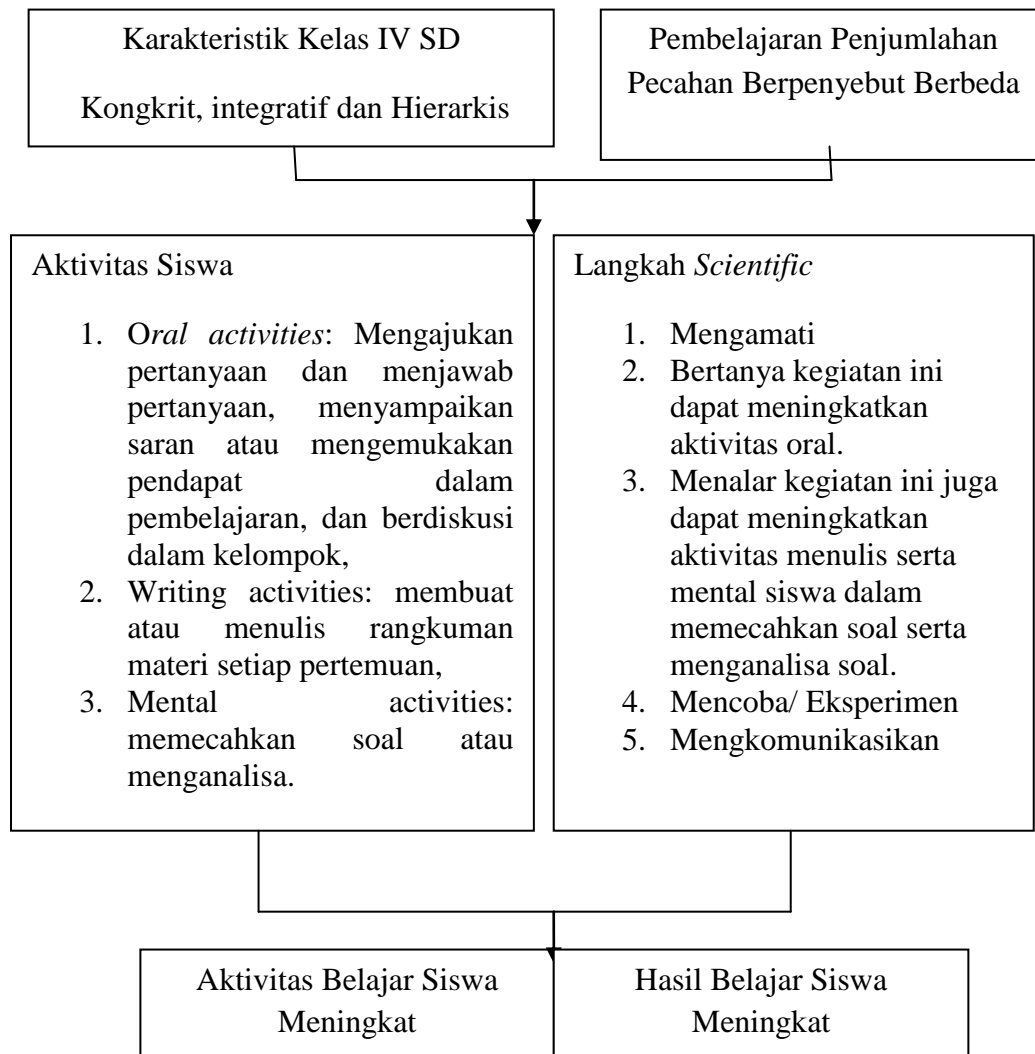 Karakteristik Kelas IV SD
Kongkrit, integratif dan Hierarkis
Pembelajaran Penjumlahan
Pecahan Berpenyebut Berbeda
Aktivitas Siswa
1. Oral activities: Mengajukan
pertanyaan dan menjawab
pertanyaan, menyampaikan
saran atau mengemukakan
pendapat dalam
pembelajaran, dan berdiskusi
dalam kelompok,
2. Writing activities: membuat
atau menulis rangkuman
materi setiap pertemuan,
3. Mental activities:
memecahkan soal atau
menganalisa.
Langkah Scientific
1. Mengamati
2. Bertanya kegiatan ini
dapat meningkatkan
aktivitas oral.
3. Menalar kegiatan ini juga
dapat meningkatkan
aktivitas menulis serta
mental siswa dalam
memecahkan soal serta
menganalisa soal.
4. Mencoba/ Eksperimen
5. Mengkomunikasikan
Aktivitas Belajar Siswa
Meningkat
Hasil Belajar Siswa
Meningkat